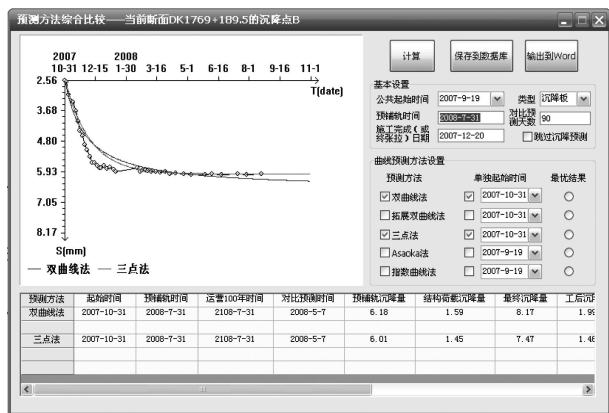 预测方法综合比较——当前断面DK1769+189.5的沉降点B
2007 2008
10-31 12-15 1-30 3-16 5-1 6-16 8-1 9-16 11-1
T(date)
2.56
3.68
4.80
5.93
7.05
8.17
S(mm)
— 双曲线法 — 三点法
计算 保存到数据库 输出到Word
基本设置
公共起始时间 2007-9-19 类型 沉降板
预铺轨时间 2008-7-31 对比预测天数 90
施工完成(或终张拉)日期 2007-12-20 跳过沉降预测
曲线预测方法设置
预测方法 单独起始时间 最优结果
双曲线法 2007-10-31
拓展双曲线法 2007-10-31
三点法 2007-10-31
Asaoka法 2007-9-19
指数曲线法 2007-9-19
预测方法 起始时间 预铺轨时间 运营100年时间 对比预测时间 预铺轨沉降量 结构荷载沉降量 最终沉降量 工后沉降
双曲线法 2007-10-31 2008-7-31 2108-7-31 2008-5-7 6.18 1.59 8.17 1.99
三点法 2007-10-31 2008-7-31 2108-7-31 2008-5-7 6.01 1.45 7.47 1.46